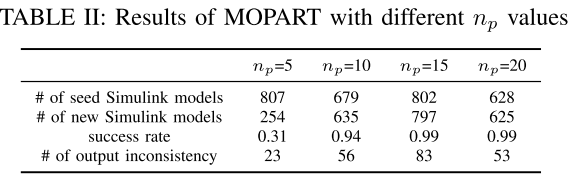 TABLE II: Results of MOPART with different n_p values
n_p=5 n_p=10 n_p=15 n_p=20
# of seed Simulink models 807 679 802 628
# of new Simulink models 254 635 797 625
success rate 0.31 0.94 0.99 0.99
# of output inconsistency 23 56 83 53